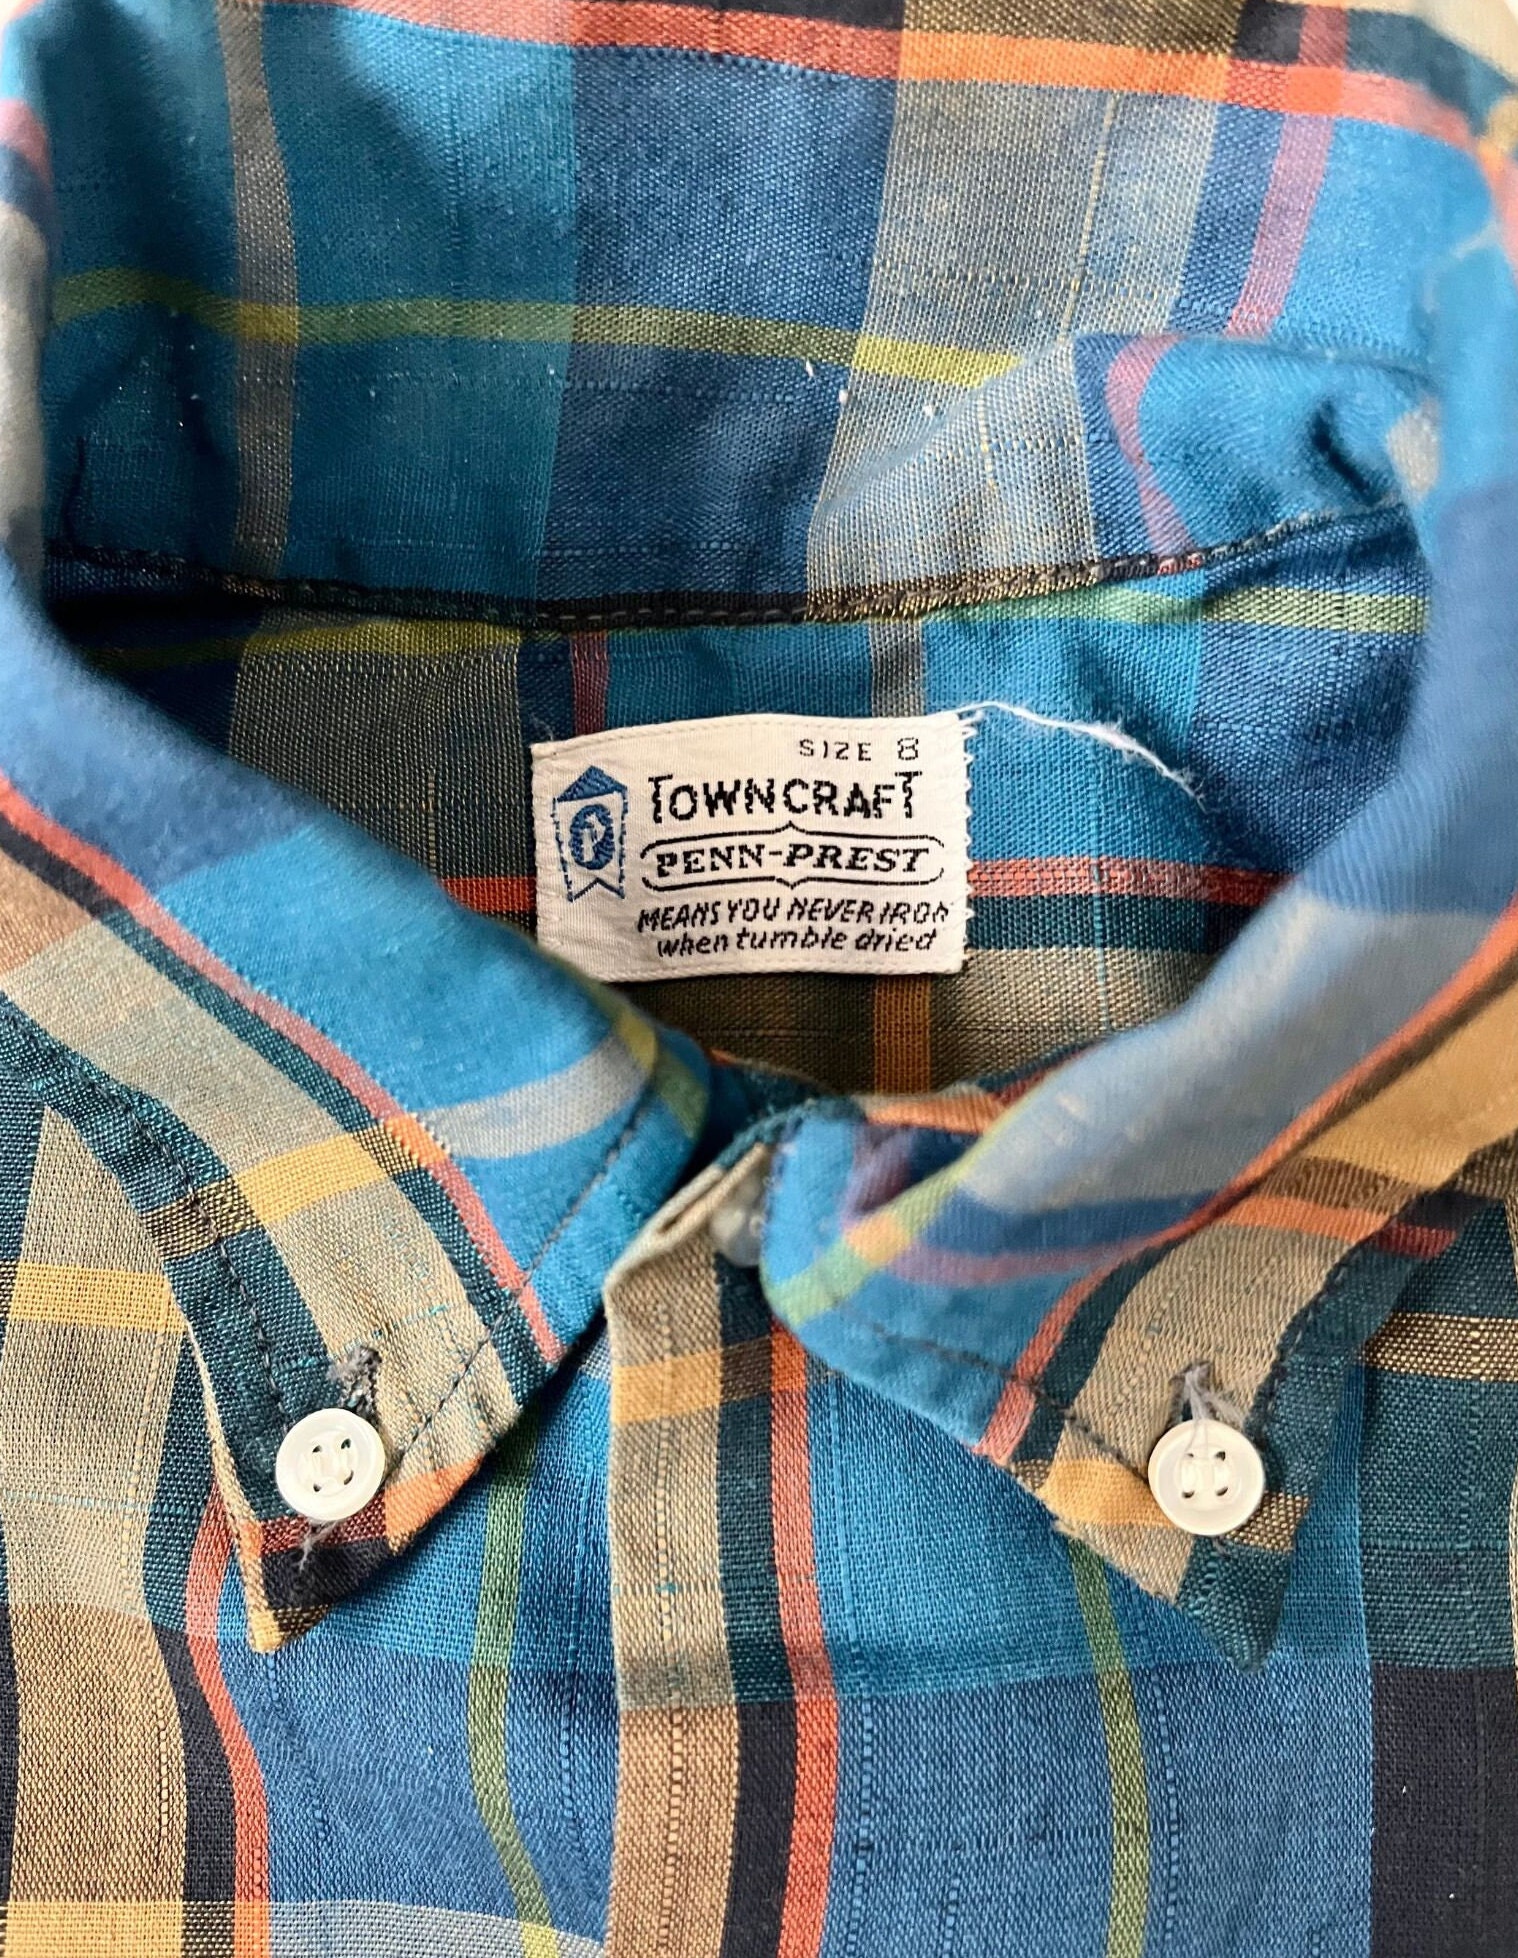 SIZE 8
TOWNCRAFT
PENN-PREST
MEANS YOU NEVER IRON
when tumble dried
P